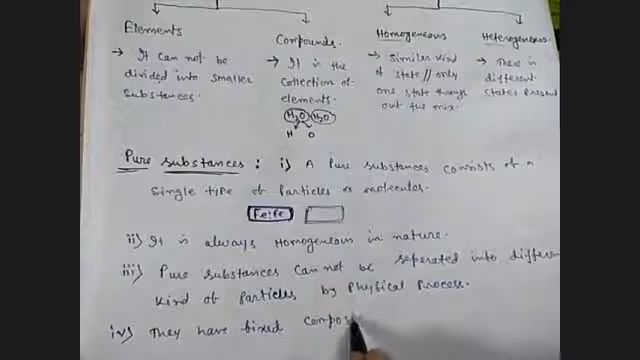 Elements
Compounds.
Homogeneous
Heterogeneous
→ It can not be
divided into smaller
substances.
→ It is the
collection of
elements.
H2O H2O
H O
→ Similar kind
of state // only
one state through
out the mix.
→ There is
different
states present
Pure substances : i) A Pure substances consists of a
single type of Particles or molecules.
Fe Fe
ii) It is always Homogeneous in nature.
iii) Pure substances can not be seperated into differen
kind of Particles by Physical Process.
iv) They have fixed compos